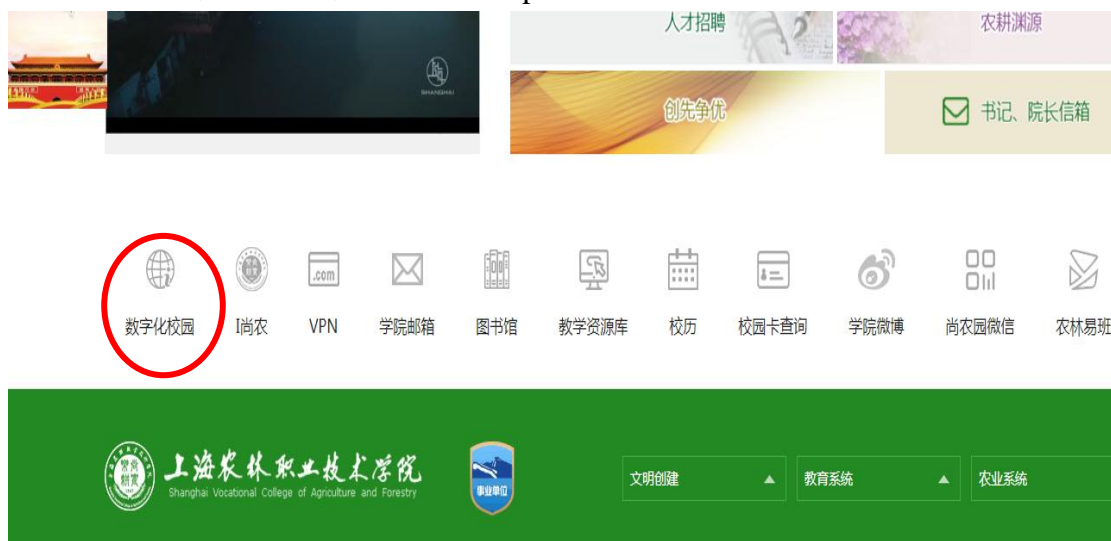 人才招聘
农耕渊源
SHANGHAI
创先争优
书记、院长信箱
.com
数字化校园
I尚农
VPN
学院邮箱
图书馆
教学资源库
校历
校园卡查询
学院微博
尚农园微信
农林易班
上海农林职业技术学院
Shanghai Vocational College of Agriculture and Forestry
事业单位
文明创建
教育系统
农业系统